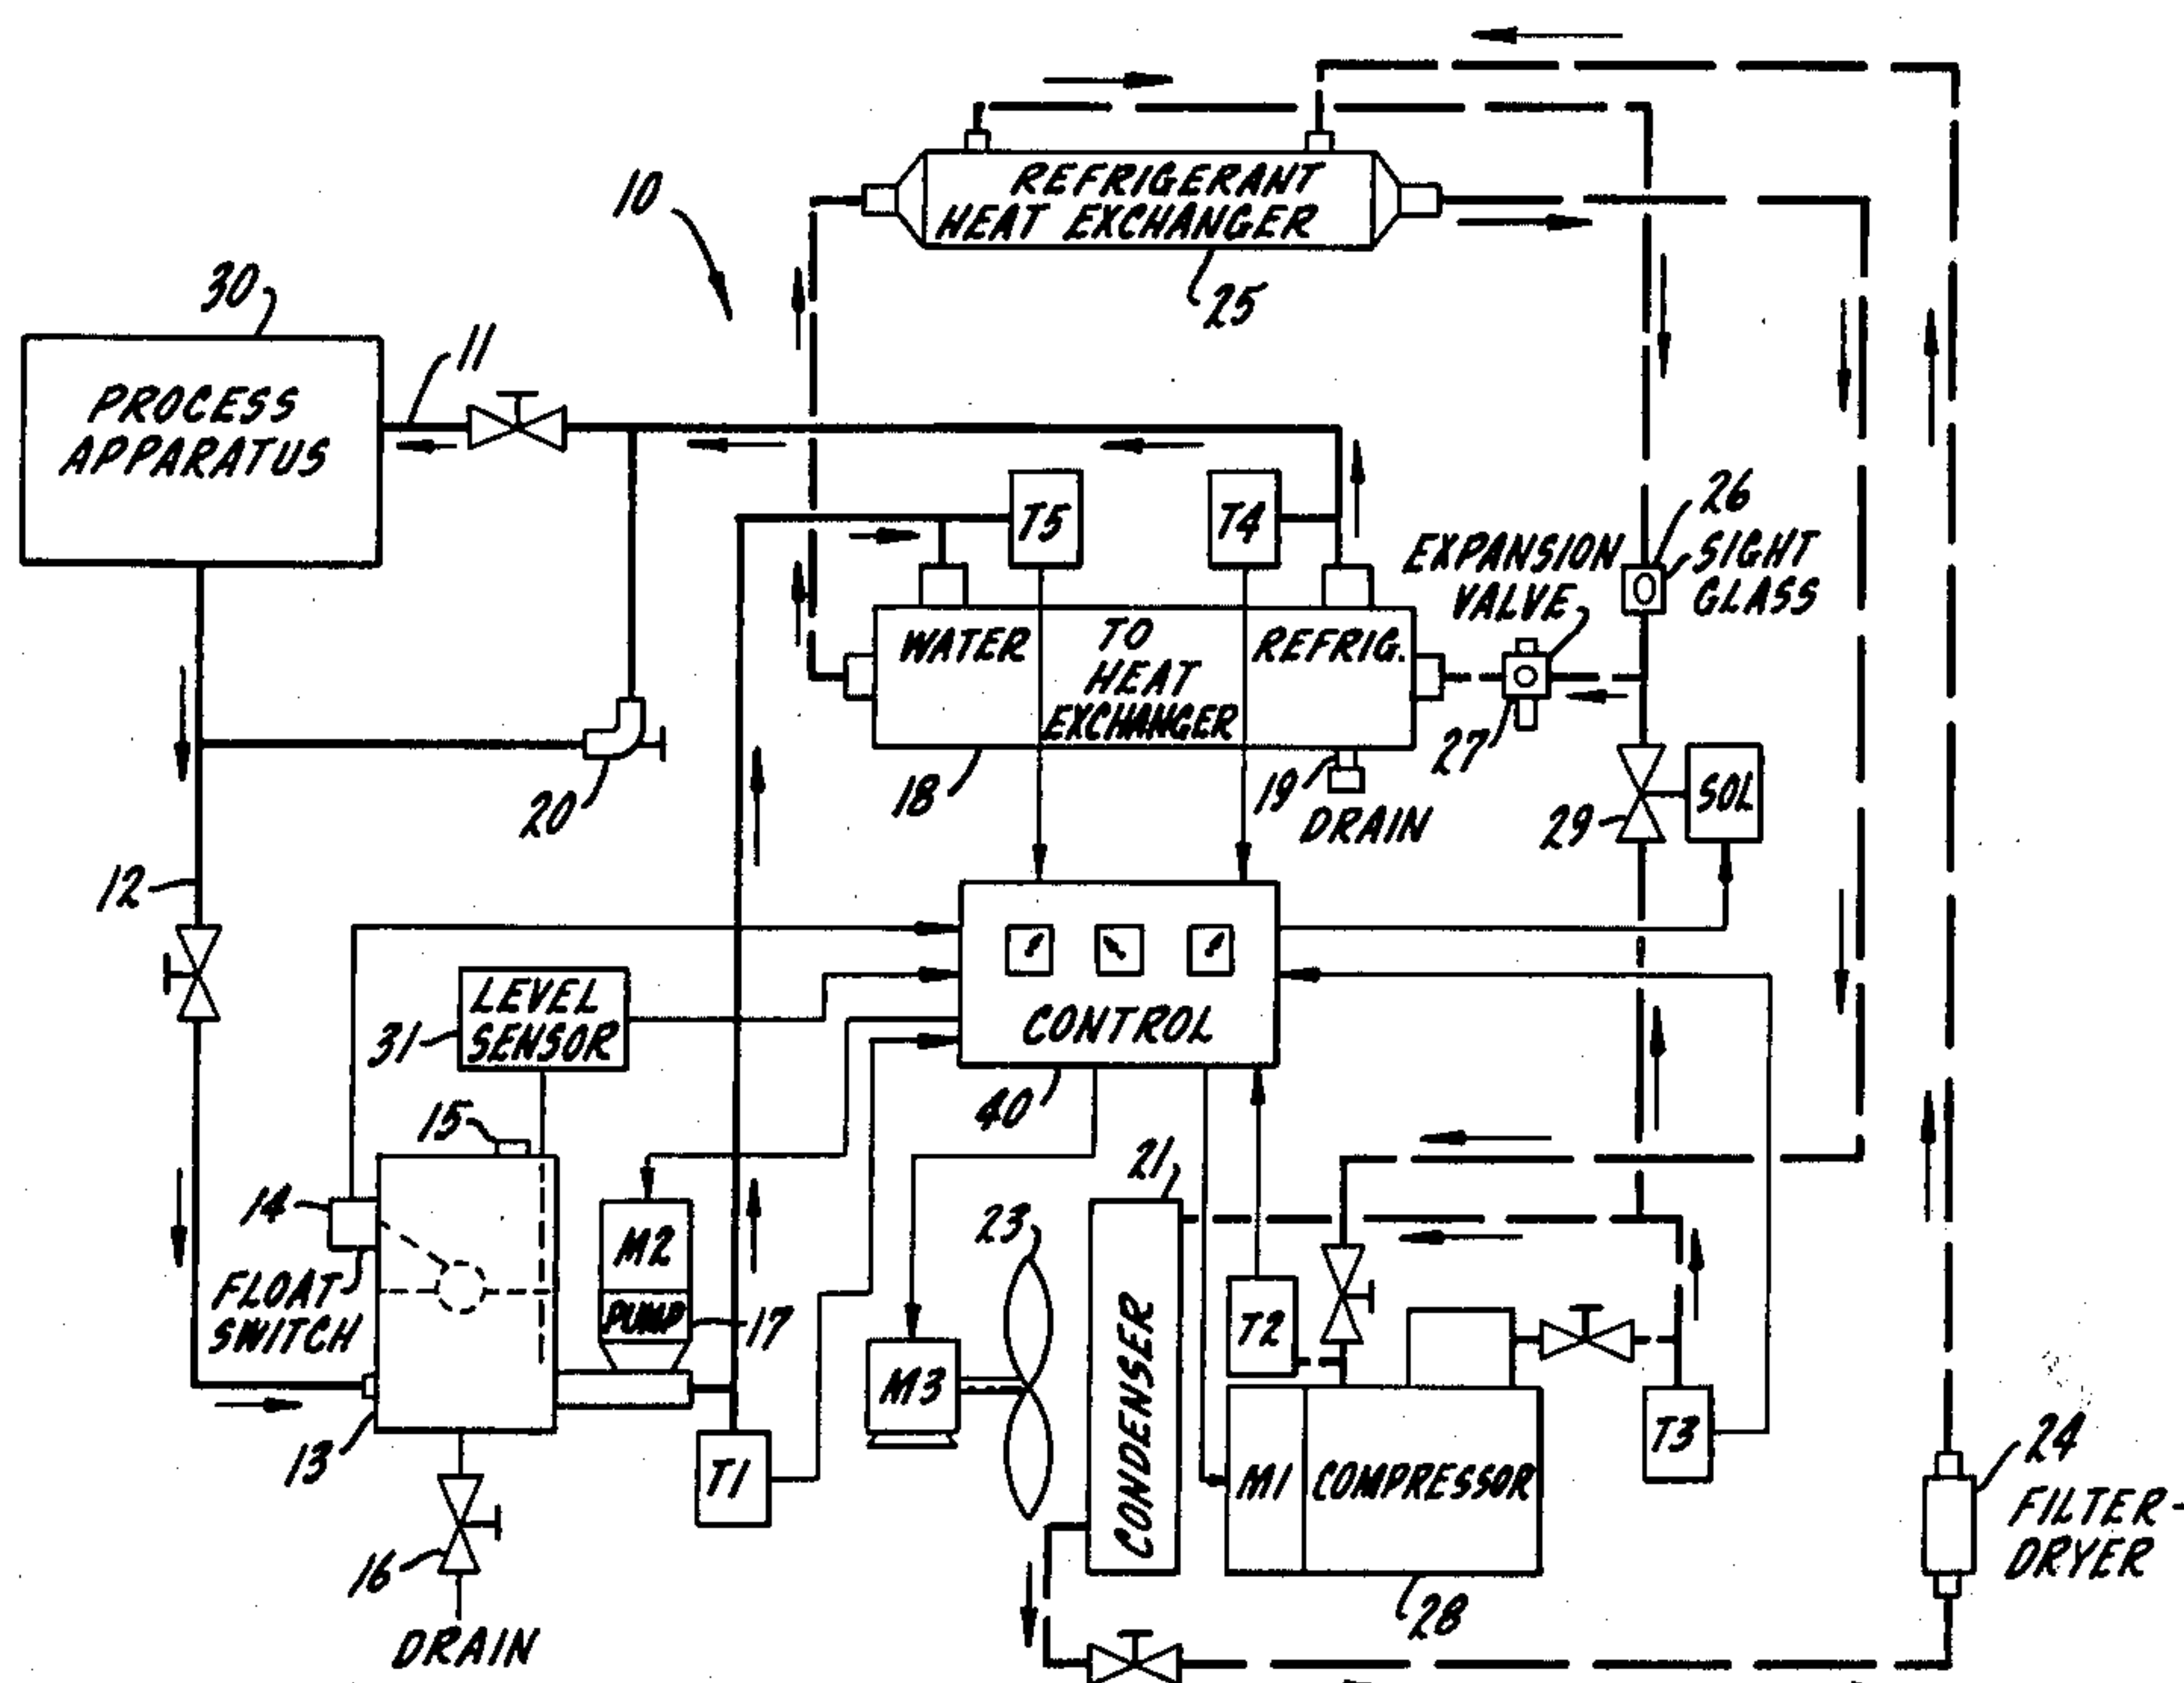 10
REFRIGERANT
HEAT EXCHANGER
25
30
PROCESS
APPARATUS
11
T5
T4
26
EXPANSION
VALVE
SIGHT
GLASS
WATER TO REFRIG.
HEAT
EXCHANGER
27
18
19
DRAIN
20
29
SOL
12
LEVEL
SENSOR
31
CONTROL
40
15
14
FLOAT
SWITCH
M2
PUMP
17
21
23
M3
CONDENSER
T2
T3
13
T1
M1
COMPRESSOR
28
24
FILTER-
DRYER
16
DRAIN